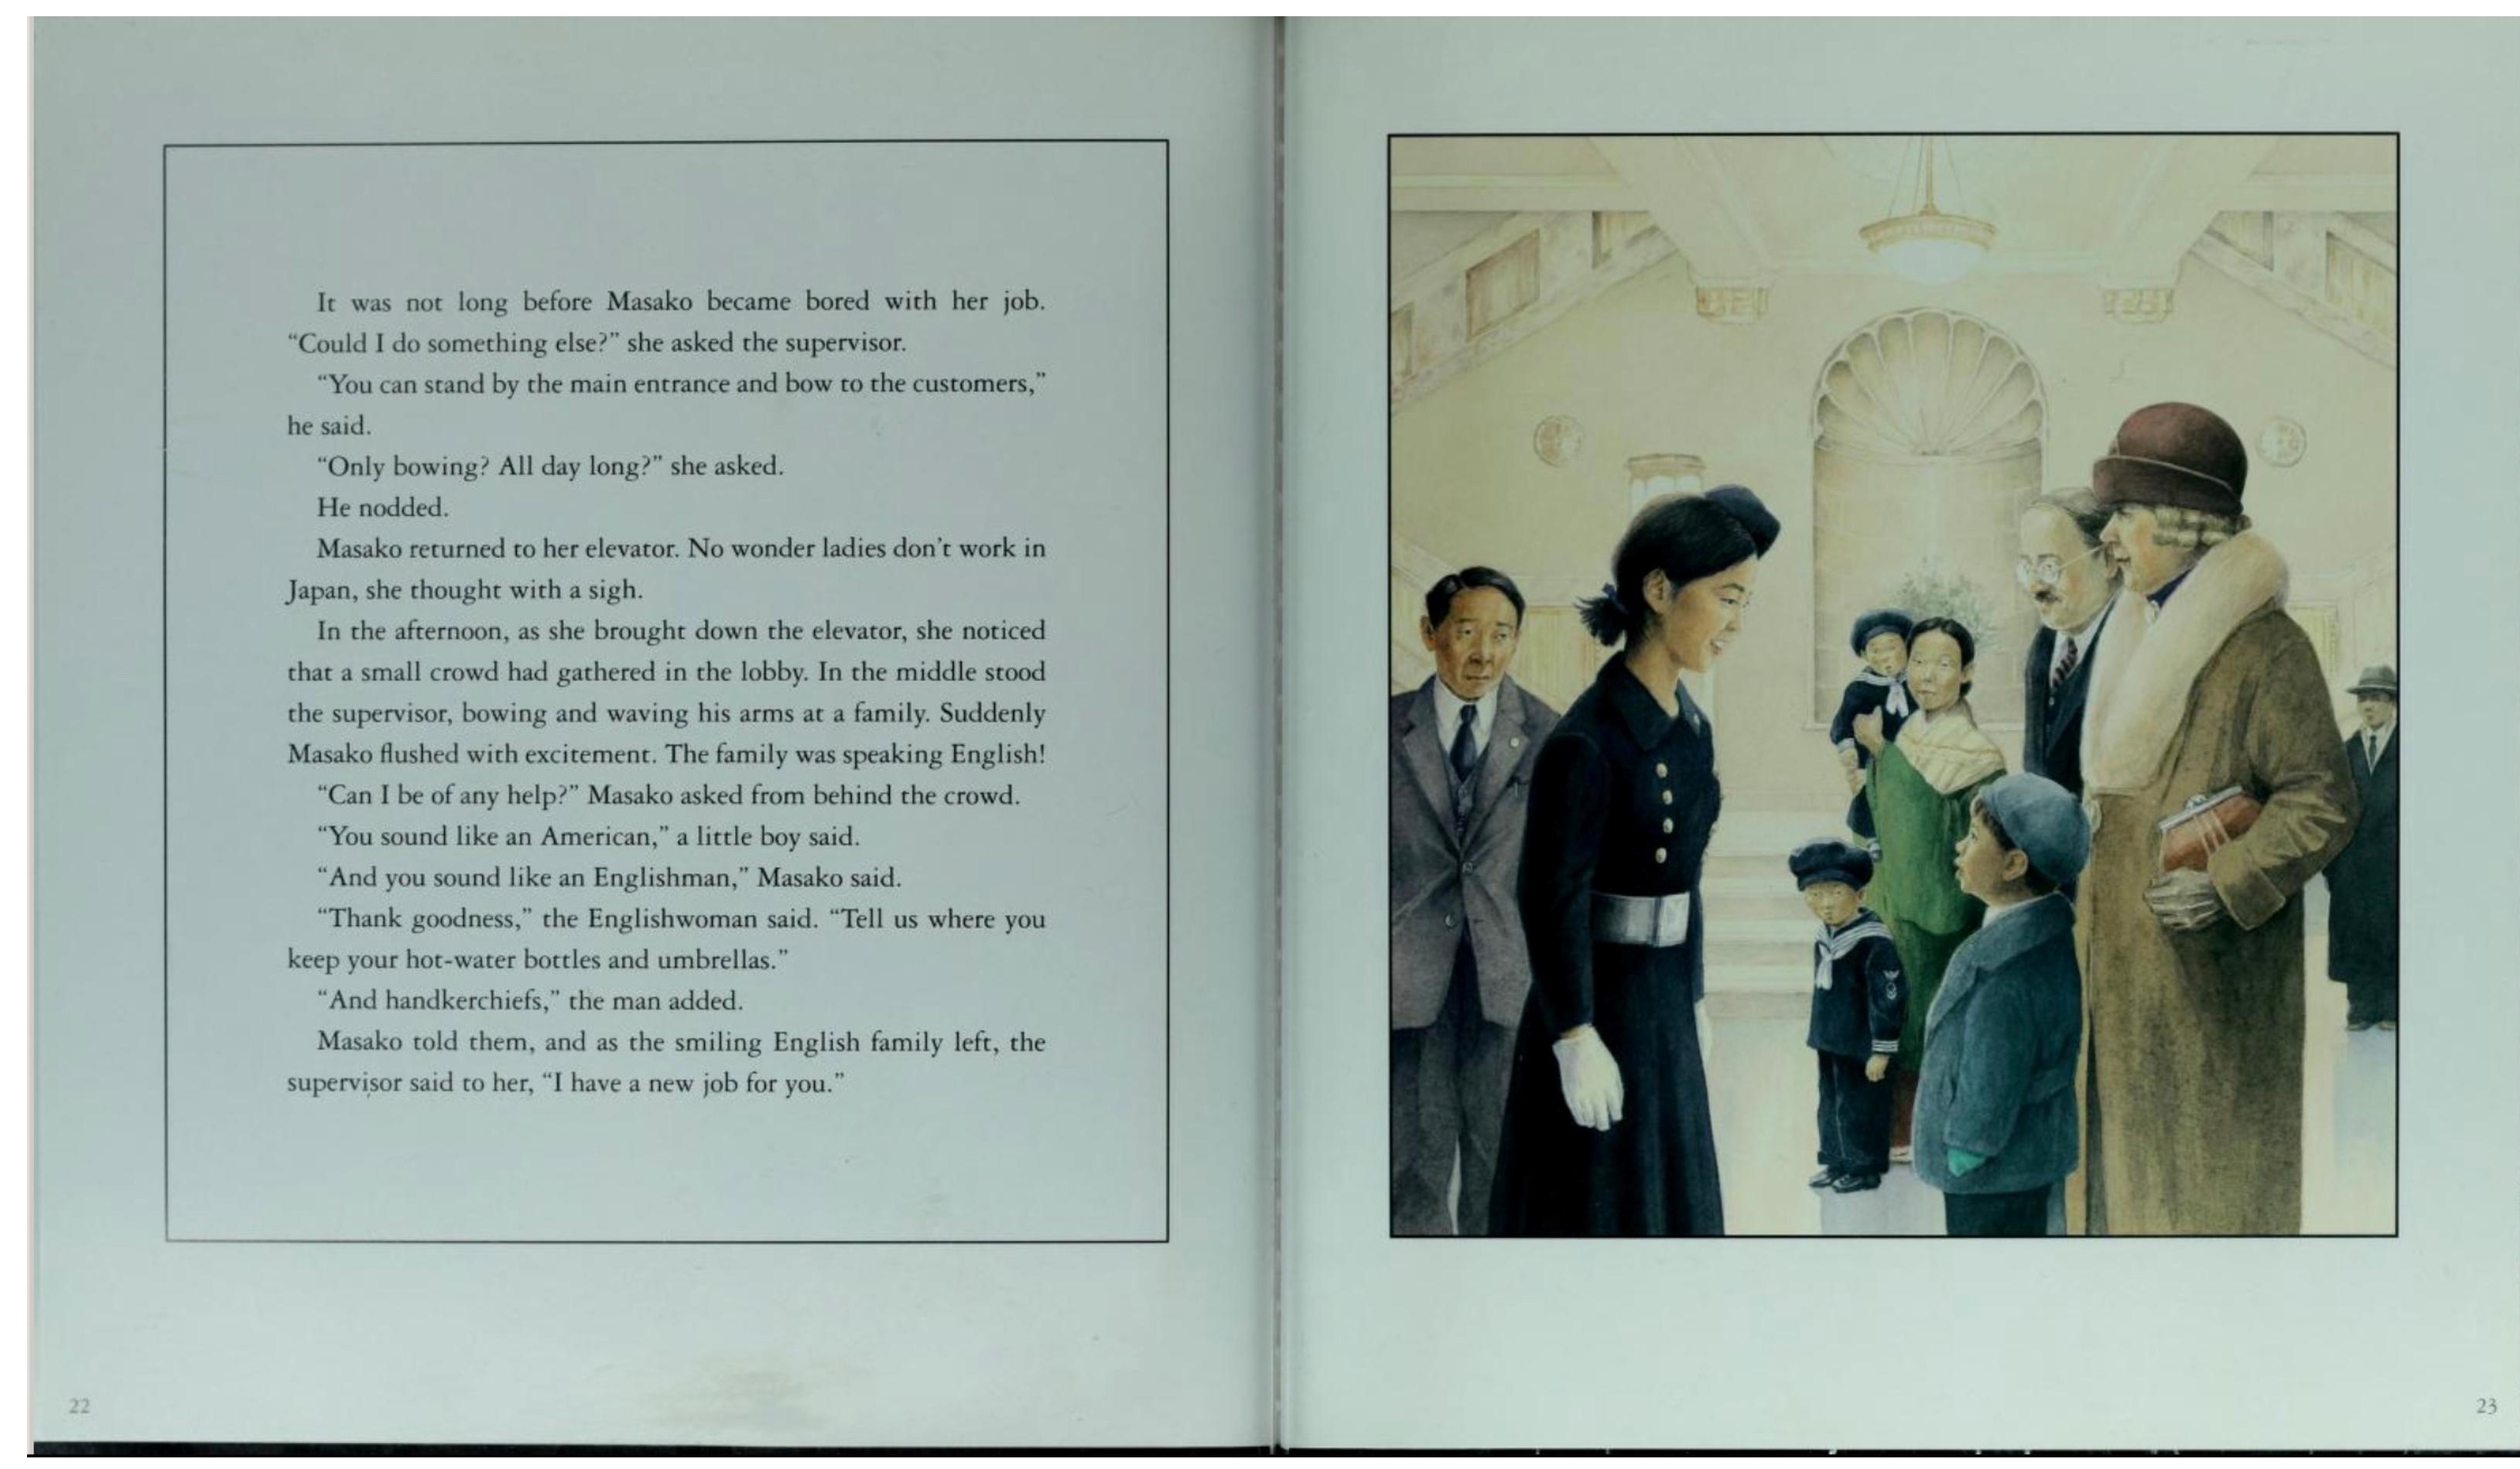 It was not long before Masako became bored with her job.
“Could I do something else?” she asked the supervisor.
“You can stand by the main entrance and bow to the customers,”
he said.
“Only bowing? All day long?” she asked.
He nodded.
Masako returned to her elevator. No wonder ladies don’t work in
Japan, she thought with a sigh.
In the afternoon, as she brought down the elevator, she noticed
that a small crowd had gathered in the lobby. In the middle stood
the supervisor, bowing and waving his arms at a family. Suddenly
Masako flushed with excitement. The family was speaking English!
“Can I be of any help?” Masako asked from behind the crowd.
“You sound like an American,” a little boy said.
“And you sound like an Englishman,” Masako said.
“Thank goodness,” the Englishwoman said. “Tell us where you
keep your hot-water bottles and umbrellas.”
“And handkerchiefs,” the man added.
Masako told them, and as the smiling English family left, the
supervisor said to her, “I have a new job for you.”
22
23